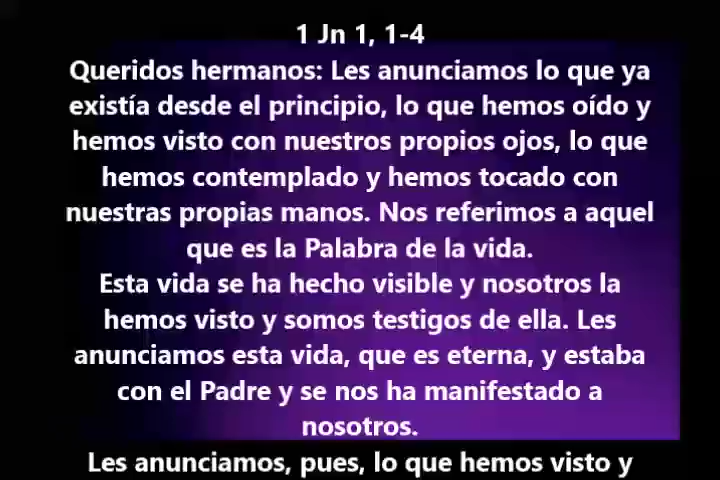 1 Jn 1, 1-4
Queridos hermanos: Les anunciamos lo que ya
existía desde el principio, lo que hemos oído y
hemos visto con nuestros propios ojos, lo que
hemos contemplado y hemos tocado con
nuestras propias manos. Nos referimos a aquel
que es la Palabra de la vida.
Esta vida se ha hecho visible y nosotros la
hemos visto y somos testigos de ella. Les
anunciamos esta vida, que es eterna, y estaba
con el Padre y se nos ha manifestado a
nosotros.
Les anunciamos, pues, lo que hemos visto y